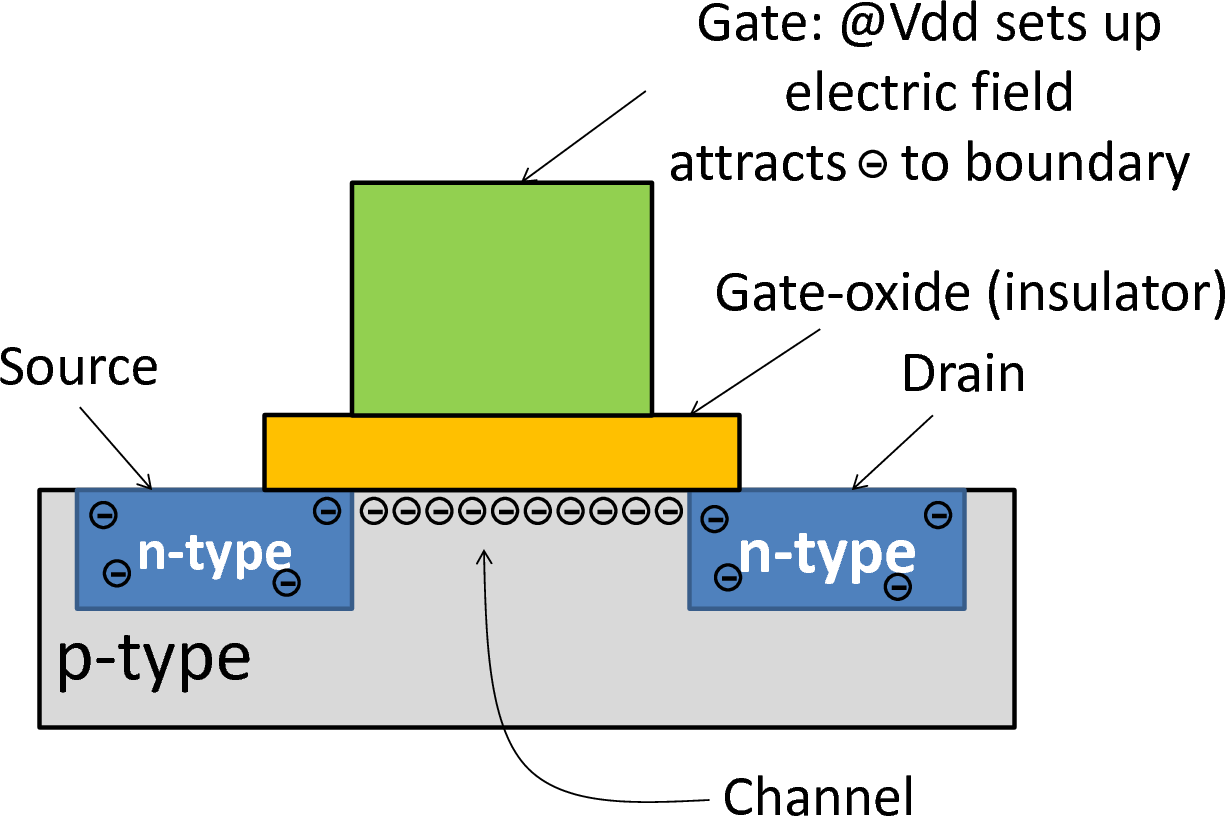 Gate: @Vdd sets up
electric field
attracts ⊖ to boundary
Gate-oxide (insulator)
Source
Drain
n-type
n-type
p-type
Channel